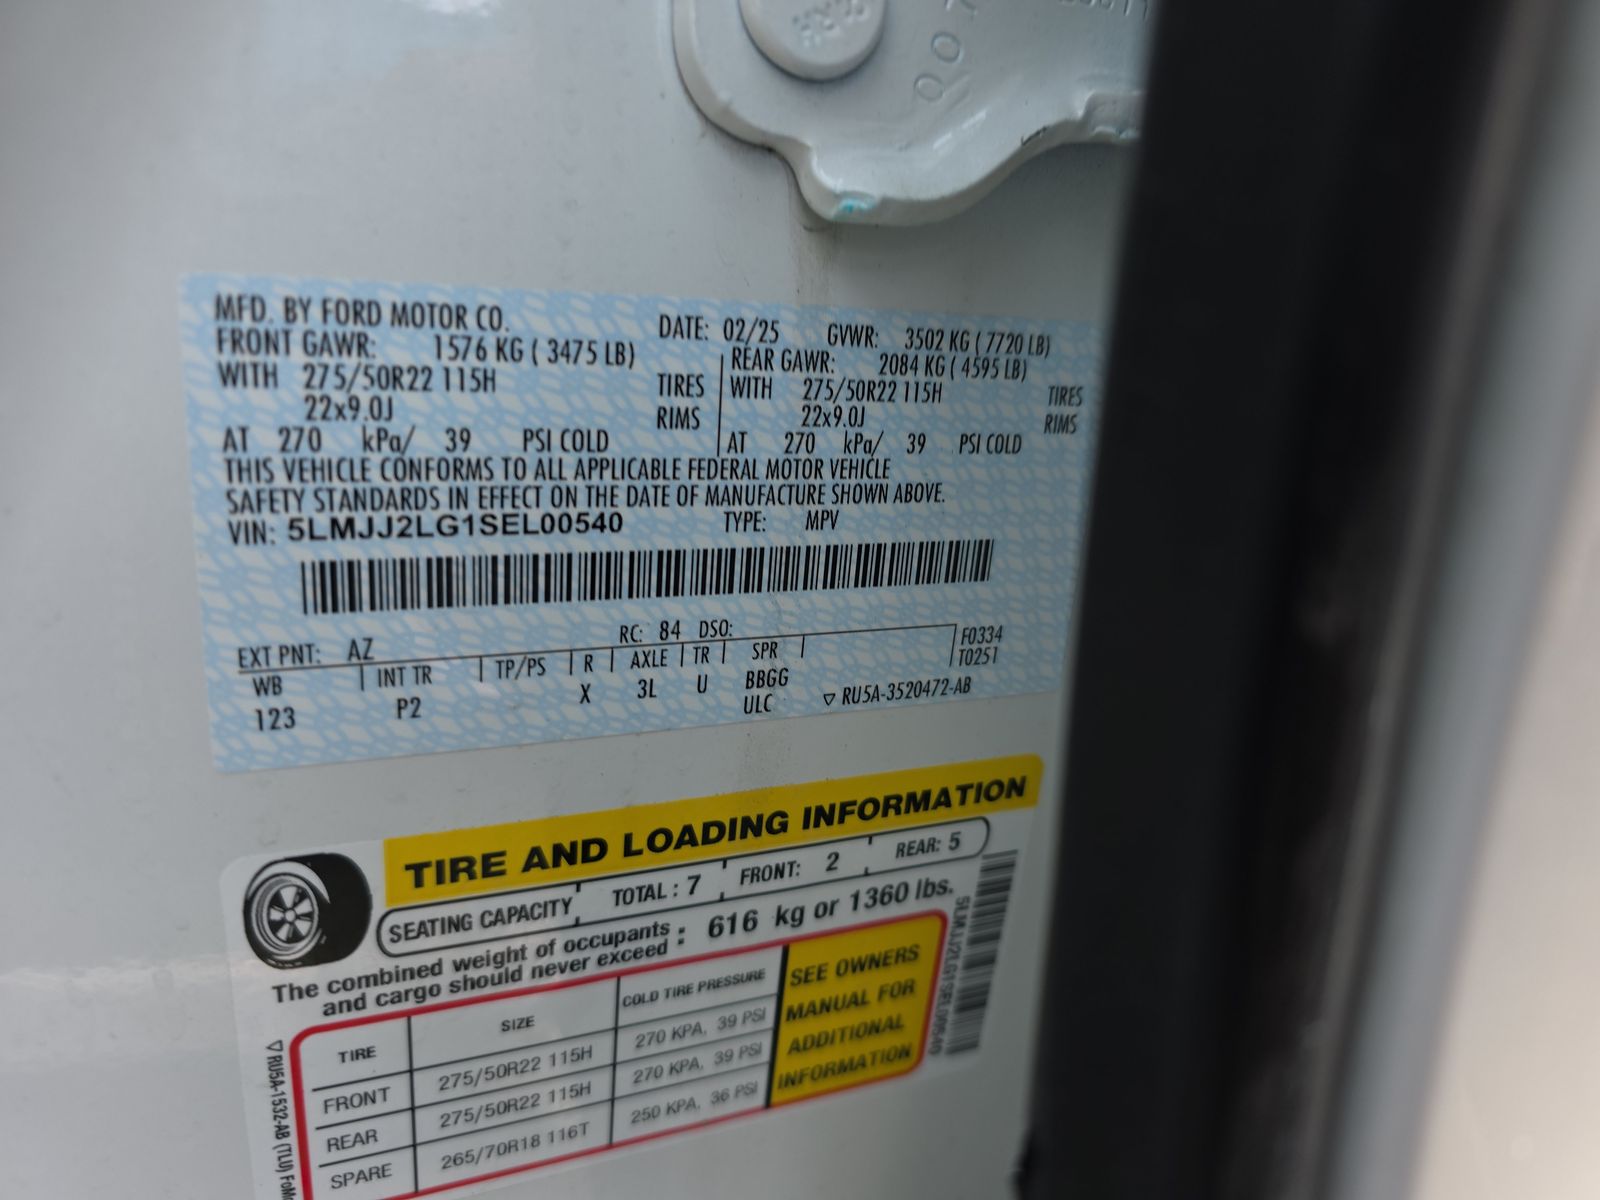 MFD. BY FORD MOTOR CO. DATE: 02/25 GVWR: 3502 KG ( 7720 LB)
FRONT GAWR: 1576 KG ( 3475 LB) REAR GAWR: 2084 KG ( 4595 LB)
WITH 275/50R22 115H TIRES WITH 275/50R22 115H TIRES
22x9.0J RIMS 22x9.0J RIMS
AT 270 kPa/ 39 PSI COLD AT 270 kPa/ 39 PSI COLD
THIS VEHICLE CONFORMS TO ALL APPLICABLE FEDERAL MOTOR VEHICLE
SAFETY STANDARDS IN EFFECT ON THE DATE OF MANUFACTURE SHOWN ABOVE.
VIN: 5LMJJ2LG1SEL00540 TYPE: MPV
EXT PNT: AZ RC: 84 DSO: F0334
WB INT TR TP/PS R AXLE TR SPR T0251
123 P2 X 3L U BBGG
ULC ▽ RU5A-3520472-AB
TIRE AND LOADING INFORMATION
SEATING CAPACITY TOTAL : 7 FRONT: 2 REAR: 5
The combined weight of occupants and cargo should never exceed : 616 kg or 1360 lbs.
TIRE SIZE COLD TIRE PRESSURE
FRONT 275/50R22 115H 270 KPA, 39 PSI
REAR 275/50R22 115H 270 KPA, 39 PSI
SPARE 265/70R18 116T 250 KPA, 36 PSI
SEE OWNERS
MANUAL FOR
ADDITIONAL
INFORMATION
5LMJJ2LG1SEL00540
▽ RU5A-1532-AB (TLU)